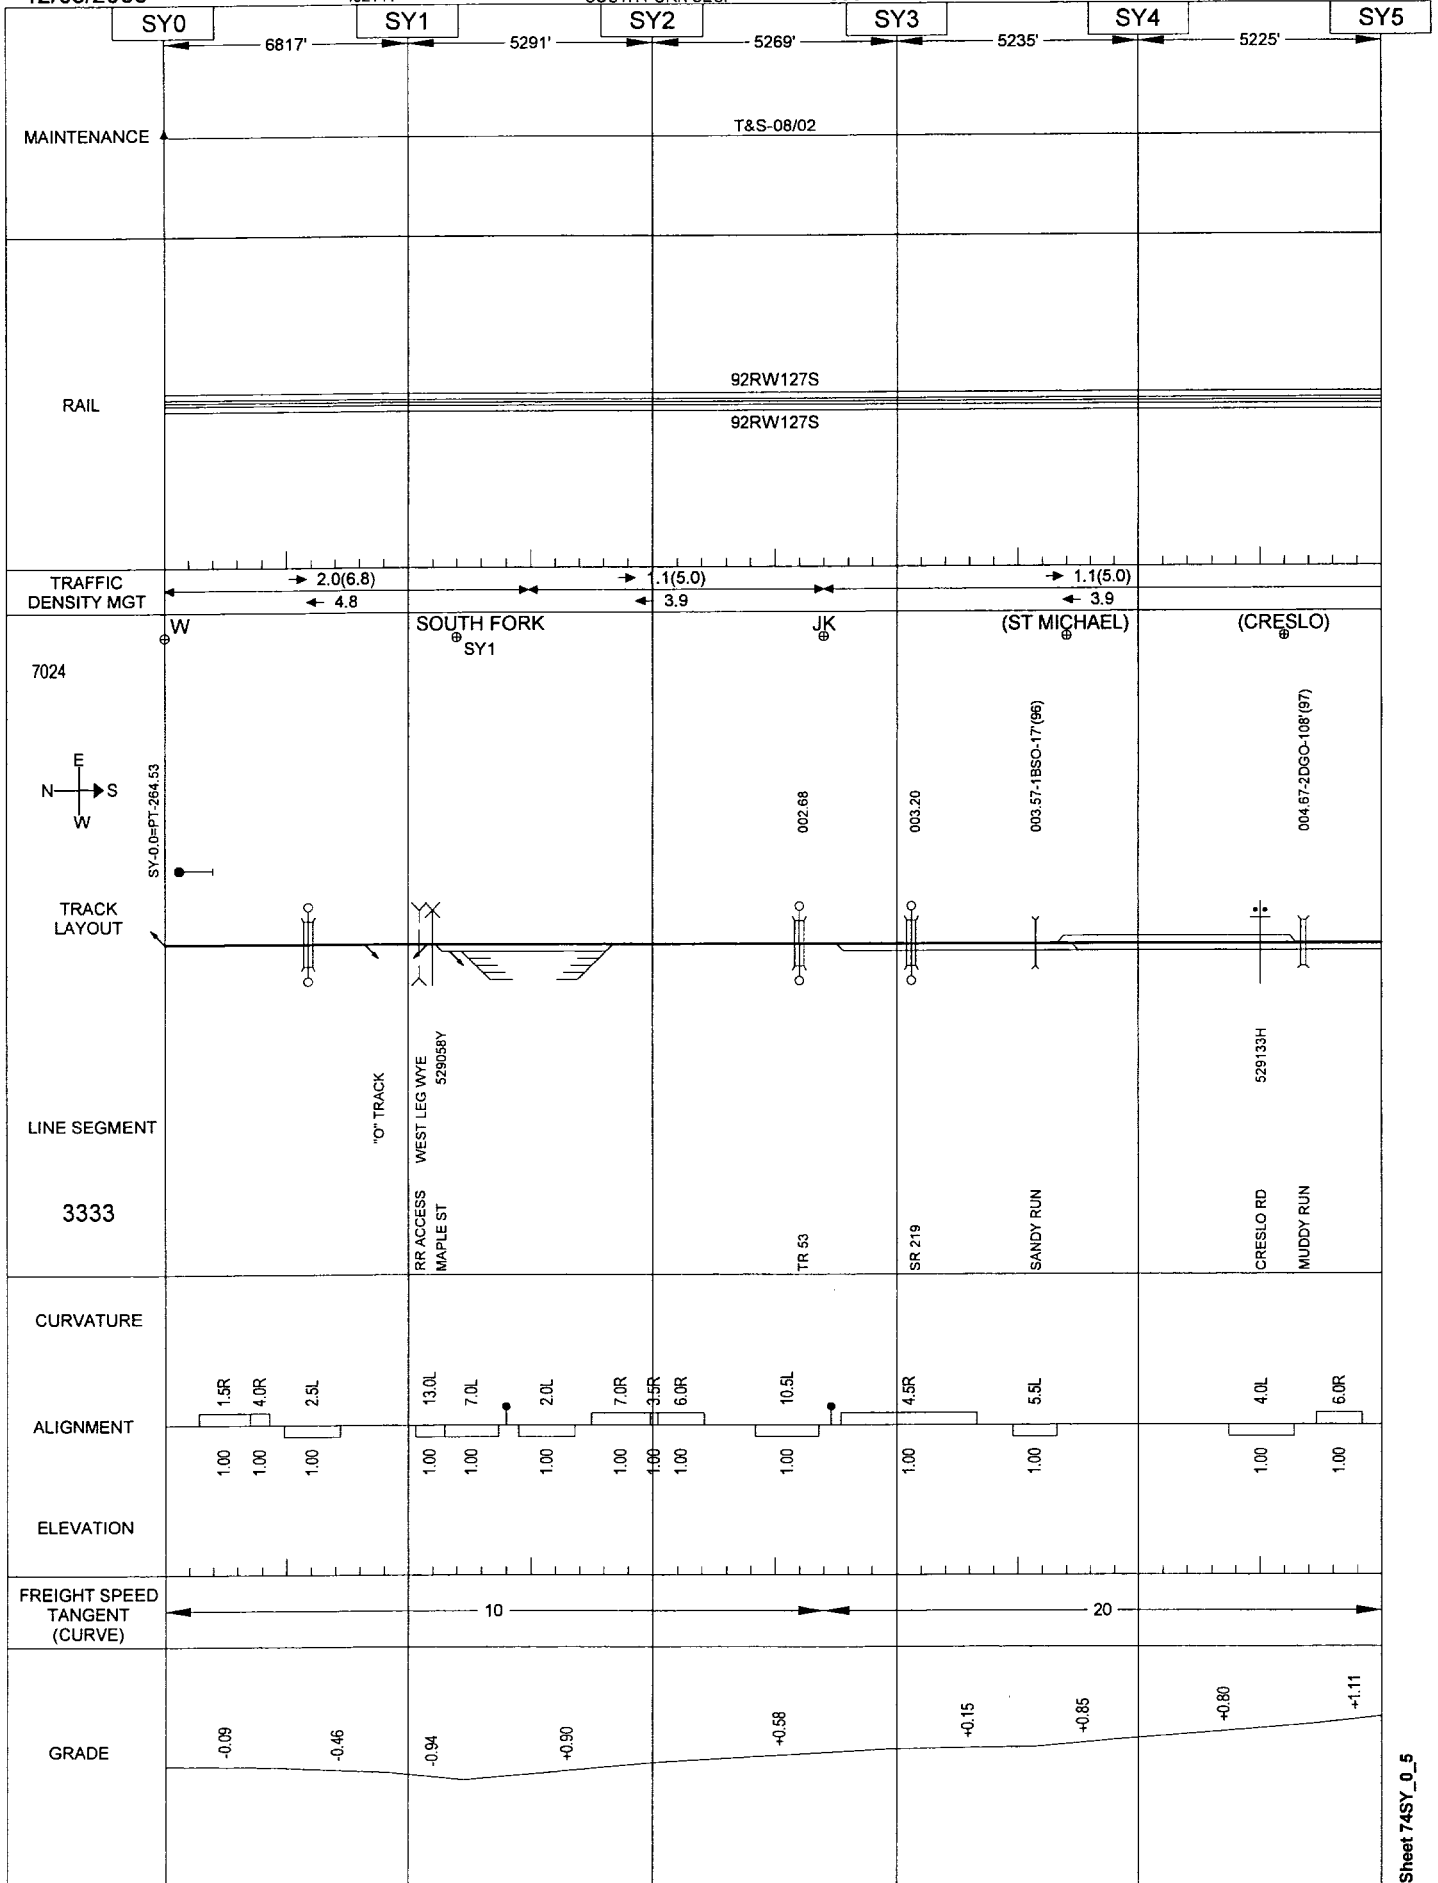 SY0 SY1 SY2 SY3 SY4 SY5
6817' 5291' 5269' 5235' 5225'
MAINTENANCE
T&S-08/02
RAIL
92RW127S
92RW127S
TRAFFIC
DENSITY MGT
2.0(6.8) 1.1(5.0) 1.1(5.0)
4.8 3.9 3.9
W SOUTH FORK JK (ST MICHAEL) (CRESLO)
SY1
7024
E
N S
W
SY-0.0=PT-264.53
002.68
003.20
003.57-1BSO-17'(96)
004.67-2DGO-108'(97)
TRACK
LAYOUT
"O" TRACK
WEST LEG WYE
529058Y
529133H
LINE SEGMENT
3333
RR ACCESS
MAPLE ST
TR 53
SR 219
SANDY RUN
CRESLO RD
MUDDY RUN
CURVATURE
1.5R 4.0R 2.5L 13.0L 7.0L 2.0L 7.0R 3.5R 6.0R 10.5L 4.5R 5.5L 4.0L 6.0R
ALIGNMENT
1.00 1.00 1.00 1.00 1.00 1.00 1.00 1.00 1.00 1.00 1.00 1.00 1.00 1.00
ELEVATION
FREIGHT SPEED
TANGENT
(CURVE)
10 20
GRADE
-0.09 -0.46 -0.94 +0.90 +0.58 +0.15 +0.85 +0.80 +1.11
Sheet 74SY_0_5